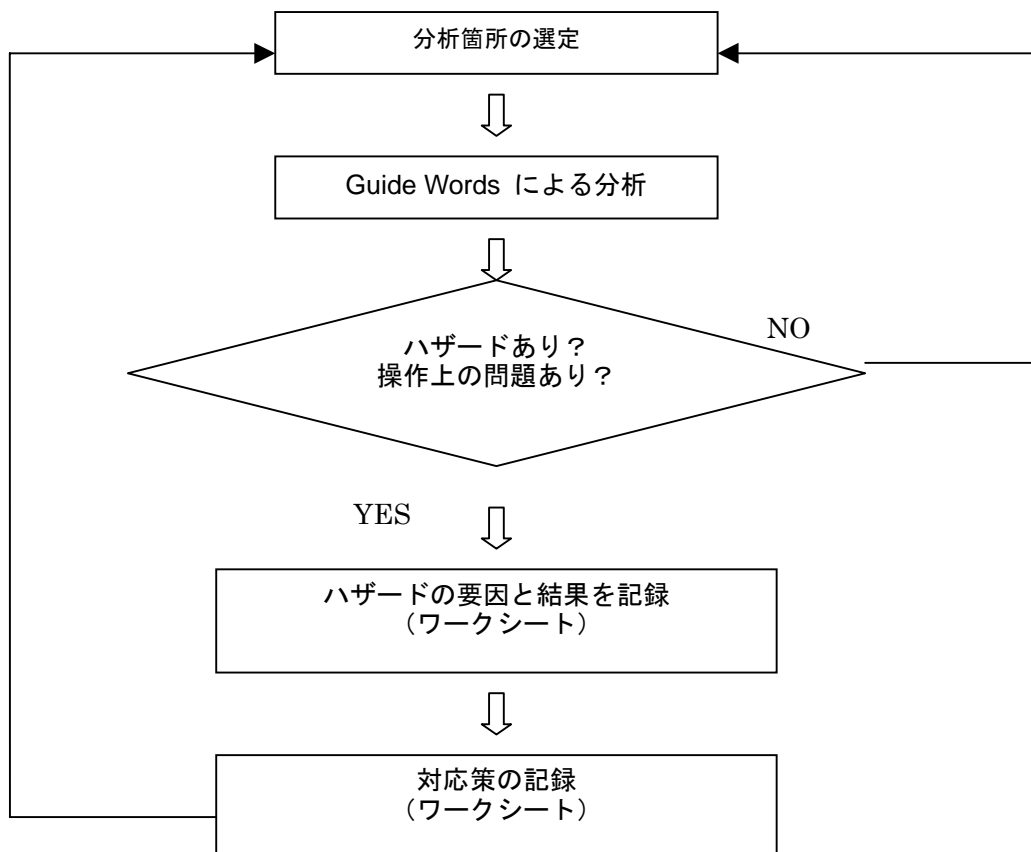 分析箇所の選定
Guide Words による分析
ハザードあり？
操作上の問題あり？
NO
YES
ハザードの要因と結果を記録
（ワークシート）
対応策の記録
（ワークシート）